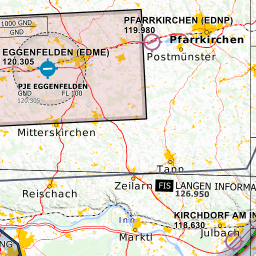 1000 GND
PFARRKIRCHEN (EDNP)
119.980
Pfarrkirchen
EGGENFELDEN (EDME)
120.305
Postmünster
PJE EGGENFELDEN
GND FL 100
120.305
Mitterskirchen
Tann
Zeilarn
FIS LANGEN INFORMA
126.950
Reischach
KIRCHDORF AM IN
118.630
Inn
Marktl
Julbach
NG